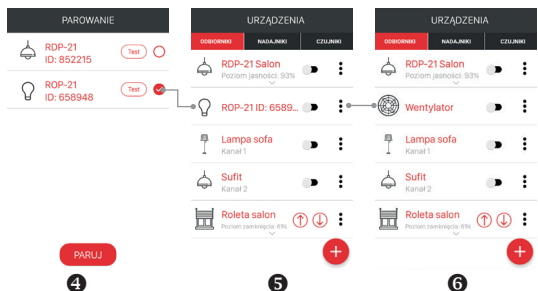 PAROWANIE
RDP-21
ID: 852215
Test
ROP-21
ID: 658948
Test
PARUJ
4
URZĄDZENIA
ODBIORNIKI NADAJNIKI CZUJNIKI
RDP-21 Salon
Poziom jasności: 93%
ROP-21 ID: 6589...
Lampa sofa
Kanał 1
Sufit
Kanał 2
Roleta salon
Poziom zamknięcia: 61%
+
5
URZĄDZENIA
ODBIORNIKI NADAJNIKI CZUJNIKI
RDP-21 Salon
Poziom jasności: 93%
Wentylator
Lampa sofa
Kanał 1
Sufit
Kanał 2
Roleta salon
Poziom zamknięcia: 61%
+
6